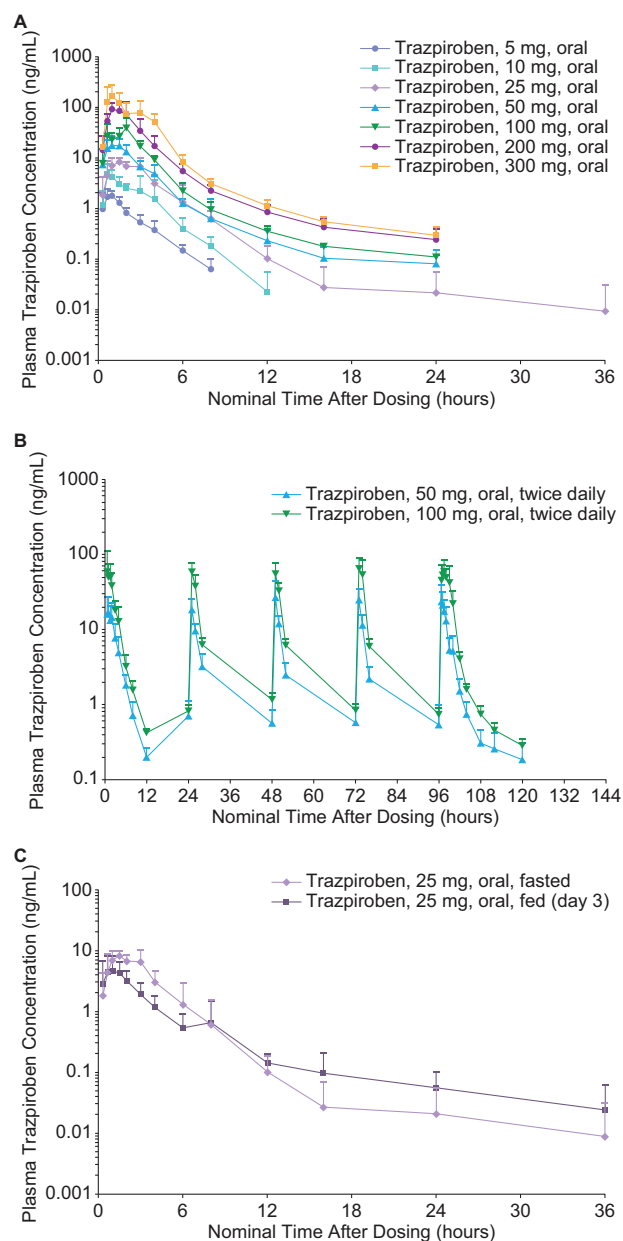 A
1000
100
10
1
0.1
0.01
0.001
Plasma Trazpiroben Concentration (ng/mL)
Trazpiroben, 5 mg, oral
Trazpiroben, 10 mg, oral
Trazpiroben, 25 mg, oral
Trazpiroben, 50 mg, oral
Trazpiroben, 100 mg, oral
Trazpiroben, 200 mg, oral
Trazpiroben, 300 mg, oral
0 6 12 18 24 30 36
Nominal Time After Dosing (hours)
B
1000
100
10
1
0.1
Plasma Trazpiroben Concentration (ng/mL)
Trazpiroben, 50 mg, oral, twice daily
Trazpiroben, 100 mg, oral, twice daily
0 12 24 36 48 60 72 84 96 108 120 132 144
Nominal Time After Dosing (hours)
C
100
10
1
0.1
0.01
0.001
Plasma Trazpiroben Concentration (ng/mL)
Trazpiroben, 25 mg, oral, fasted
Trazpiroben, 25 mg, oral, fed (day 3)
0 6 12 18 24 30 36
Nominal Time After Dosing (hours)